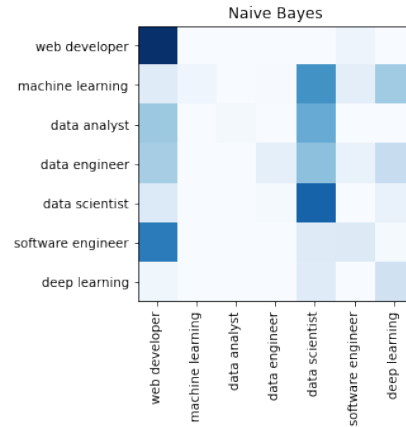 Naive Bayes
web developer
machine learning
data analyst
data engineer
data scientist
software engineer
deep learning
web developer
machine learning
data analyst
data engineer
data scientist
software engineer
deep learning